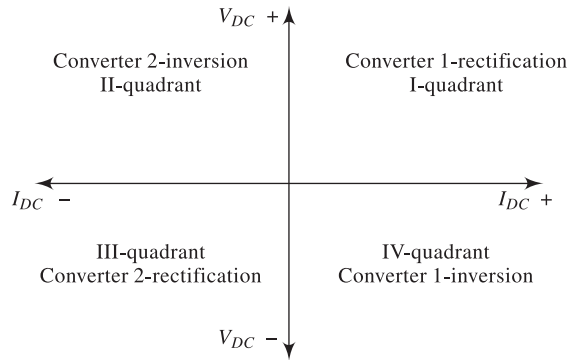 V_DC +
Converter 2-inversion
II-quadrant
Converter 1-rectification
I-quadrant
I_DC -
I_DC +
III-quadrant
Converter 2-rectification
IV-quadrant
Converter 1-inversion
V_DC -